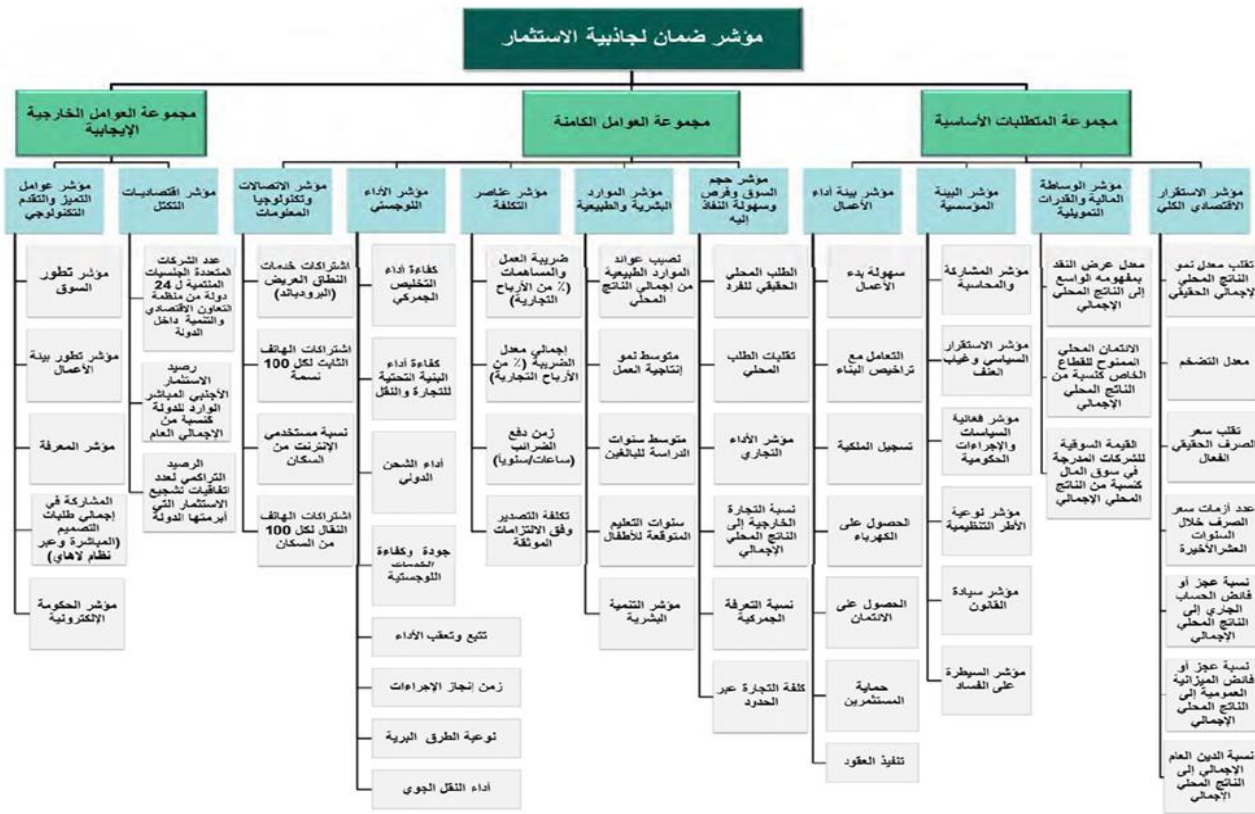 مؤشر ضمان لجاذبية الاستثمار
مجموعة المتطلبات الأساسية
مجموعة العوامل الكامنة
مجموعة العوامل الخارجية
الإيجابية
مؤشر الاستقرار
الاقتصادي الكلي
تقلب معدل نمو
الناتج المحلي
الإجمالي الحقيقي
معدل التضخم
تقلب سعر
الصرف الحقيقي
الفعال
عدد أزمات سعر
الصرف خلال
السنوات
العشر الأخيرة
نسبة عجز أو
فائض الحساب
الجاري إلى
الناتج المحلي
الإجمالي
نسبة عجز أو
فائض الميزانية
العمومية إلى
الناتج المحلي
الإجمالي
نسبة الدين العام
الإجمالي إلى
الناتج المحلي
الإجمالي
مؤشر الوساطة
المالية والقدرات
التمويلية
معدل عرض النقد
بمفهومه الواسع
إلى الناتج المحلي
الإجمالي
الائتمان المحلي
الممنوح للقطاع
الخاص كنسبة من
الناتج المحلي
الإجمالي
القيمة السوقية
للشركات المدرجة
في سوق المال
كنسبة من الناتج
المحلي الإجمالي
مؤشر البيئة
المؤسسية
مؤشر المشاركة
والمحاسبة
مؤشر الاستقرار
السياسي وغياب
العنف
مؤشر فعالية
السياسات
والإجراءات
الحكومية
مؤشر نوعية
الأطر التنظيمية
مؤشر سيادة
القانون
مؤشر السيطرة
على الفساد
مؤشر بيئة أداء
الأعمال
سهولة بدء
الأعمال
التعامل مع
تراخيص البناء
تسجيل الملكية
الحصول على
الكهرباء
الحصول على
الائتمان
حماية
المستثمرين
تنفيذ العقود
مؤشر حجم
السوق وفرص
وسهولة النفاذ
إليه
الطلب المحلي
الحقيقي للفرد
تقلبات الطلب
المحلي
مؤشر الأداء
التجاري
نسبة التجارة
الخارجية إلى
الناتج المحلي
الإجمالي
نسبة التعرفة
الجمركية
كلفة التجارة عبر
الحدود
مؤشر الموارد
البشرية والطبيعية
نصيب عوائد
الموارد الطبيعية
من إجمالي الناتج
المحلي
متوسط نمو
إنتاجية العمل
متوسط سنوات
الدراسة للبالغين
سنوات التعليم
المتوقعة للأطفال
مؤشر التنمية
البشرية
مؤشر عناصر
التكلفة
ضريبة العمل
والمساهمات
(% من الأرباح
التجارية)
إجمالي معدل
الضريبة (% من
الأرباح التجارية)
زمن دفع
الضرائب
(ساعات/سنوياً)
تكلفة التصدير
وفق الالتزامات
الموثقة
مؤشر الأداء
اللوجستي
كفاءة أداء
التخليص
الجمركي
كفاءة أداء
البنية التحتية
للتجارة والنقل
أداء الشحن
الدولي
جودة وكفاءة
الخدمات
اللوجستية
تتبع وتعقب الأداء
زمن إنجاز الإجراءات
نوعية الطرق البرية
أداء النقل الجوي
مؤشر الاتصالات
وتكنولوجيا
المعلومات
اشتراكات خدمات
النطاق العريض
(البرودباند)
اشتراكات الهاتف
الثابت لكل 100
نسمة
نسبة مستخدمي
الإنترنت من
السكان
اشتراكات الهاتف
النقال لكل 100
من السكان
مؤشر اقتصاديات
التكتل
عدد الشركات
المتعددة الجنسيات
المنتمية ل 24
دولة من منظمة
التعاون الاقتصادي
والتنمية داخل
الدولة
رصيد
الاستثمار
الأجنبي المباشر
الوارد للدولة
كنسبة من
الإجمالي العام
الرصيد
التراكمي لعدد
اتفاقيات تشجيع
الاستثمار التي
أبرمتها الدولة
مؤشر عوامل
التميز والتقدم
التكنولوجي
مؤشر تطور
السوق
مؤشر تطور بيئة
الأعمال
مؤشر المعرفة
المشاركة في
إجمالي طلبات
التصميم
(المباشرة وعبر
نظام لاهاي)
مؤشر الحكومة
الإلكترونية